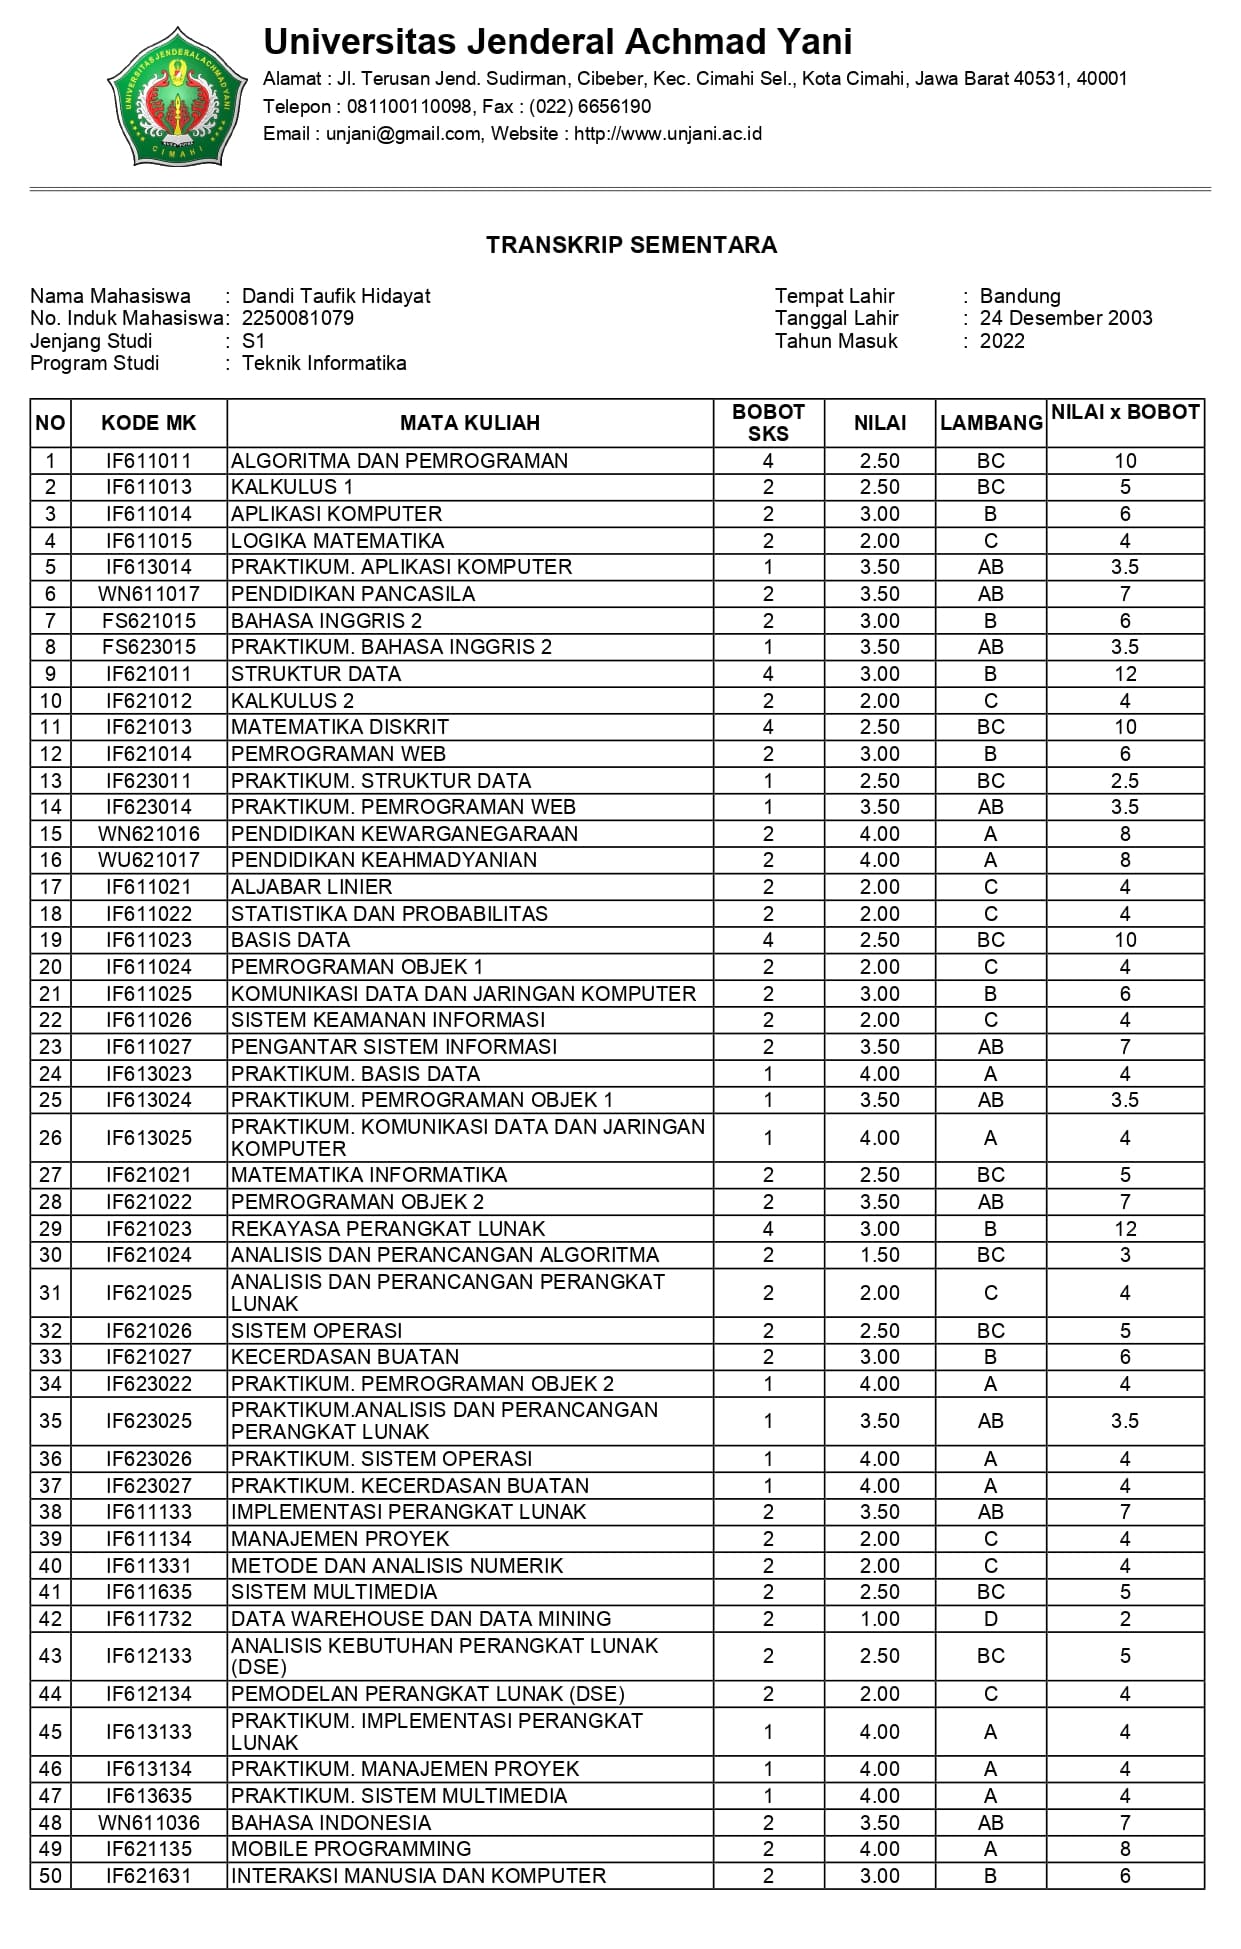 UNIVERSITAS JENDERAL ACHMAD YANI
CIMAHI
Universitas Jenderal Achmad Yani
Alamat : Jl. Terusan Jend. Sudirman, Cibeber, Kec. Cimahi Sel., Kota Cimahi, Jawa Barat 40531, 40001
Telepon : 081100110098, Fax : (022) 6656190
Email : unjani@gmail.com, Website : http://www.unjani.ac.id
TRANSKRIP SEMENTARA
Nama Mahasiswa : Dandi Taufik Hidayat Tempat Lahir : Bandung
No. Induk Mahasiswa: 2250081079 Tanggal Lahir : 24 Desember 2003
Jenjang Studi : S1 Tahun Masuk : 2022
Program Studi : Teknik Informatika
NO KODE MK MATA KULIAH BOBOT SKS NILAI LAMBANG NILAI x BOBOT
1 IF611011 ALGORITMA DAN PEMROGRAMAN 4 2.50 BC 10
2 IF611013 KALKULUS 1 2 2.50 BC 5
3 IF611014 APLIKASI KOMPUTER 2 3.00 B 6
4 IF611015 LOGIKA MATEMATIKA 2 2.00 C 4
5 IF613014 PRAKTIKUM. APLIKASI KOMPUTER 1 3.50 AB 3.5
6 WN611017 PENDIDIKAN PANCASILA 2 3.50 AB 7
7 FS621015 BAHASA INGGRIS 2 2 3.00 B 6
8 FS623015 PRAKTIKUM. BAHASA INGGRIS 2 1 3.50 AB 3.5
9 IF621011 STRUKTUR DATA 4 3.00 B 12
10 IF621012 KALKULUS 2 2 2.00 C 4
11 IF621013 MATEMATIKA DISKRIT 4 2.50 BC 10
12 IF621014 PEMROGRAMAN WEB 2 3.00 B 6
13 IF623011 PRAKTIKUM. STRUKTUR DATA 1 2.50 BC 2.5
14 IF623014 PRAKTIKUM. PEMROGRAMAN WEB 1 3.50 AB 3.5
15 WN621016 PENDIDIKAN KEWARGANEGARAAN 2 4.00 A 8
16 WU621017 PENDIDIKAN KEAHMADYANIAN 2 4.00 A 8
17 IF611021 ALJABAR LINIER 2 2.00 C 4
18 IF611022 STATISTIKA DAN PROBABILITAS 2 2.00 C 4
19 IF611023 BASIS DATA 4 2.50 BC 10
20 IF611024 PEMROGRAMAN OBJEK 1 2 2.00 C 4
21 IF611025 KOMUNIKASI DATA DAN JARINGAN KOMPUTER 2 3.00 B 6
22 IF611026 SISTEM KEAMANAN INFORMASI 2 2.00 C 4
23 IF611027 PENGANTAR SISTEM INFORMASI 2 3.50 AB 7
24 IF613023 PRAKTIKUM. BASIS DATA 1 4.00 A 4
25 IF613024 PRAKTIKUM. PEMROGRAMAN OBJEK 1 1 3.50 AB 3.5
26 IF613025 PRAKTIKUM. KOMUNIKASI DATA DAN JARINGAN KOMPUTER 1 4.00 A 4
27 IF621021 MATEMATIKA INFORMATIKA 2 2.50 BC 5
28 IF621022 PEMROGRAMAN OBJEK 2 2 3.50 AB 7
29 IF621023 REKAYASA PERANGKAT LUNAK 4 3.00 B 12
30 IF621024 ANALISIS DAN PERANCANGAN ALGORITMA 2 1.50 BC 3
31 IF621025 ANALISIS DAN PERANCANGAN PERANGKAT LUNAK 2 2.00 C 4
32 IF621026 SISTEM OPERASI 2 2.50 BC 5
33 IF621027 KECERDASAN BUATAN 2 3.00 B 6
34 IF623022 PRAKTIKUM. PEMROGRAMAN OBJEK 2 1 4.00 A 4
35 IF623025 PRAKTIKUM.ANALISIS DAN PERANCANGAN PERANGKAT LUNAK 1 3.50 AB 3.5
36 IF623026 PRAKTIKUM. SISTEM OPERASI 1 4.00 A 4
37 IF623027 PRAKTIKUM. KECERDASAN BUATAN 1 4.00 A 4
38 IF611133 IMPLEMENTASI PERANGKAT LUNAK 2 3.50 AB 7
39 IF611134 MANAJEMEN PROYEK 2 2.00 C 4
40 IF611331 METODE DAN ANALISIS NUMERIK 2 2.00 C 4
41 IF611635 SISTEM MULTIMEDIA 2 2.50 BC 5
42 IF611732 DATA WAREHOUSE DAN DATA MINING 2 1.00 D 2
43 IF612133 ANALISIS KEBUTUHAN PERANGKAT LUNAK (DSE) 2 2.50 BC 5
44 IF612134 PEMODELAN PERANGKAT LUNAK (DSE) 2 2.00 C 4
45 IF613133 PRAKTIKUM. IMPLEMENTASI PERANGKAT LUNAK 1 4.00 A 4
46 IF613134 PRAKTIKUM. MANAJEMEN PROYEK 1 4.00 A 4
47 IF613635 PRAKTIKUM. SISTEM MULTIMEDIA 1 4.00 A 4
48 WN611036 BAHASA INDONESIA 2 3.50 AB 7
49 IF621135 MOBILE PROGRAMMING 2 4.00 A 8
50 IF621631 INTERAKSI MANUSIA DAN KOMPUTER 2 3.00 B 6